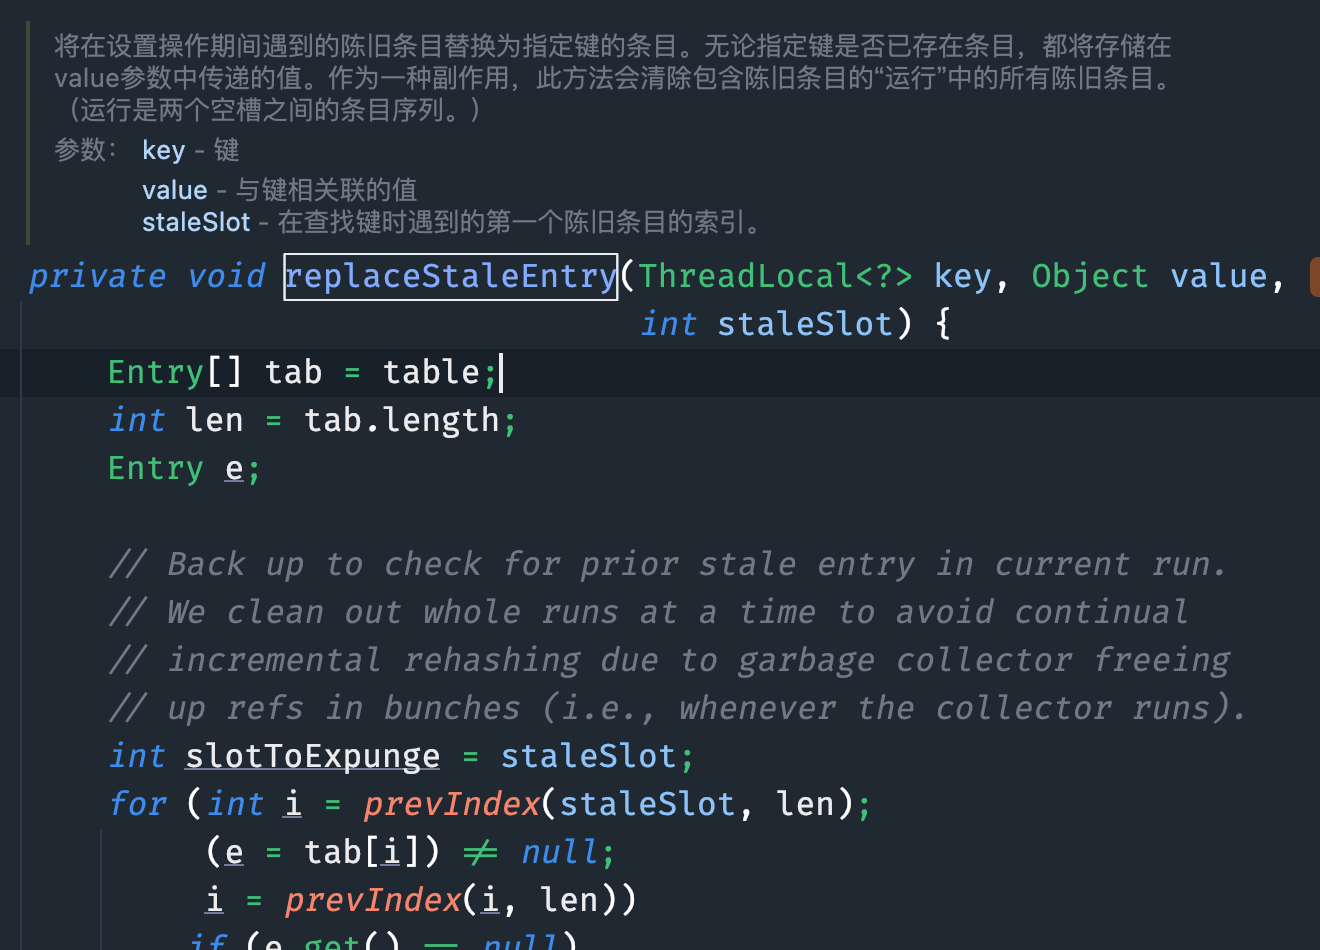 将在设置操作期间遇到的陈旧条目替换为指定键的条目。无论指定键是否已存在条目，都将存储在
value参数中传递的值。作为一种副作用，此方法会清除包含陈旧条目的“运行”中的所有陈旧条目。
（运行是两个空槽之间的条目序列。）
参数： key – 键
value – 与键相关联的值
staleSlot – 在查找键时遇到的第一个陈旧条目的索引。
private void replaceStaleEntry(ThreadLocal<?> key, Object value,
int staleSlot) {
Entry[] tab = table;
int len = tab.length;
Entry e;
// Back up to check for prior stale entry in current run.
// We clean out whole runs at a time to avoid continual
// incremental rehashing due to garbage collector freeing
// up refs in bunches (i.e., whenever the collector runs).
int slotToExpunge = staleSlot;
for (int i = prevIndex(staleSlot, len);
(e = tab[i]) != null;
i = prevIndex(i, len))
if (e.get() == null)